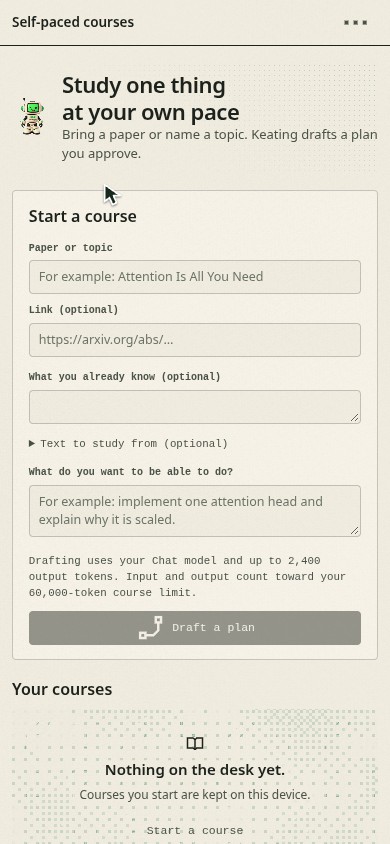 Self-paced courses
Study one thing
at your own pace
Bring a paper or name a topic. Keating drafts a plan
you approve.
Start a course
Paper or topic
For example: Attention Is All You Need
Link (optional)
https://arxiv.org/abs/...
What you already know (optional)
Text to study from (optional)
What do you want to be able to do?
For example: implement one attention head and
explain why it is scaled.
Drafting uses your Chat model and up to 2,400
output tokens. Input and output count toward your
60,000-token course limit.
Draft a plan
Your courses
Nothing on the desk yet.
Courses you start are kept on this device.
Start a course